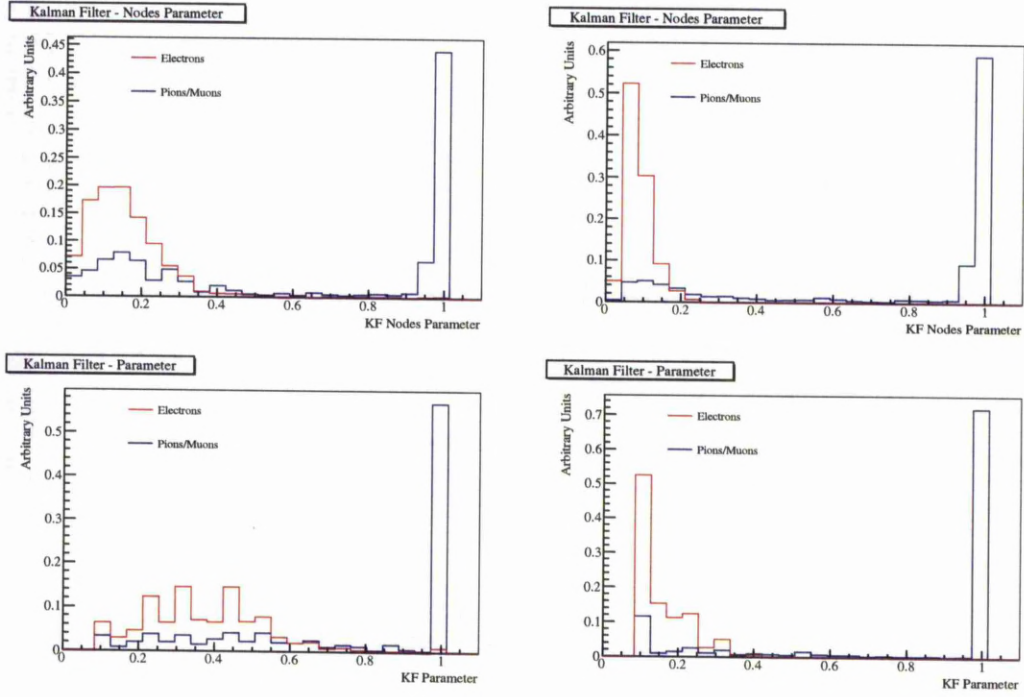 Kalman Filter - Nodes Parameter
Arbitrary Units
0.45
0.4
0.35
0.3
0.25
0.2
0.15
0.1
0.05
0
Electrons
Pions/Muons
0 0.2 0.4 0.6 0.8 1
KF Nodes Parameter
Kalman Filter - Nodes Parameter
Arbitrary Units
0.6
0.5
0.4
0.3
0.2
0.1
0
Electrons
Pions/Muons
0 0.2 0.4 0.6 0.8 1
KF Nodes Parameter
Kalman Filter - Parameter
Arbitrary Units
0.5
0.4
0.3
0.2
0.1
0
Electrons
Pions/Muons
0 0.2 0.4 0.6 0.8 1
KF Parameter
Kalman Filter - Parameter
Arbitrary Units
0.7
0.6
0.5
0.4
0.3
0.2
0.1
0
Electrons
Pions/Muons
0 0.2 0.4 0.6 0.8 1
KF Parameter